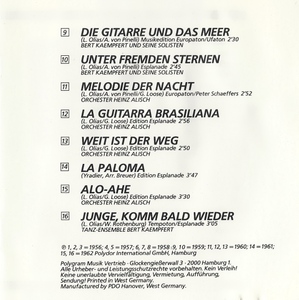 9 DIE GITARRE UND DAS MEER
(L. Olias/A. von Pinelli) Musikedition Europaton/Ufaton 2'30
BERT KAEMPFERT UND SEINE SOLISTEN
10 UNTER FREMDEN STERNEN
(L. Olias/A. von Pinelli) Esplanade 2'45
BERT KAEMPFERT UND SEINE SOLISTEN
11 MELODIE DER NACHT
(L. Olias/A. von Pinelli/G. Loose) Europaton/Peter Schaeffers 2'52
ORCHESTER HEINZ ALISCH
12 LA GUITARRA BRASILIANA
(L. Olias/G. Loose) Edition Esplanade 2'56
ORCHESTER HEINZ ALISCH
13 WEIT IST DER WEG
(L. Olias/G. Loose) Edition Esplanade 2'50
ORCHESTER HEINZ ALISCH
14 LA PALOMA
(Yradier, Arr. Breuer) Edition Esplanade 3'47
15 ALO-AHE
(L. Olias/G. Loose) Edition Esplanade 3'30
ORCHESTER HEINZ ALISCH
16 JUNGE, KOMM BALD WIEDER
(L. Olias/W. Rothenburg) Tempoton/Esplanade 3'05
TANZ-ENSEMBLE BERT KAEMPFERT
℗ 1, 2, 3 = 1956; 4, 5 = 1957; 6, 7, 8 = 1958; 9, 10 = 1959; 11, 12, 13 = 1960; 14 = 1961;
15, 16 = 1962 Polydor International GmbH, Hamburg
Polygram Musik Vertrieb - Glockengießerwall 3 - 2000 Hamburg 1.
Alle Urheber- und Leistungsschutzrechte vorbehalten. Kein Verleih!
Keine unerlaubte Vervielfältigung, Vermietung, Aufführung,
Sendung! Printed in West Germany.
Manufactured by PDO Hanover, West Germany.